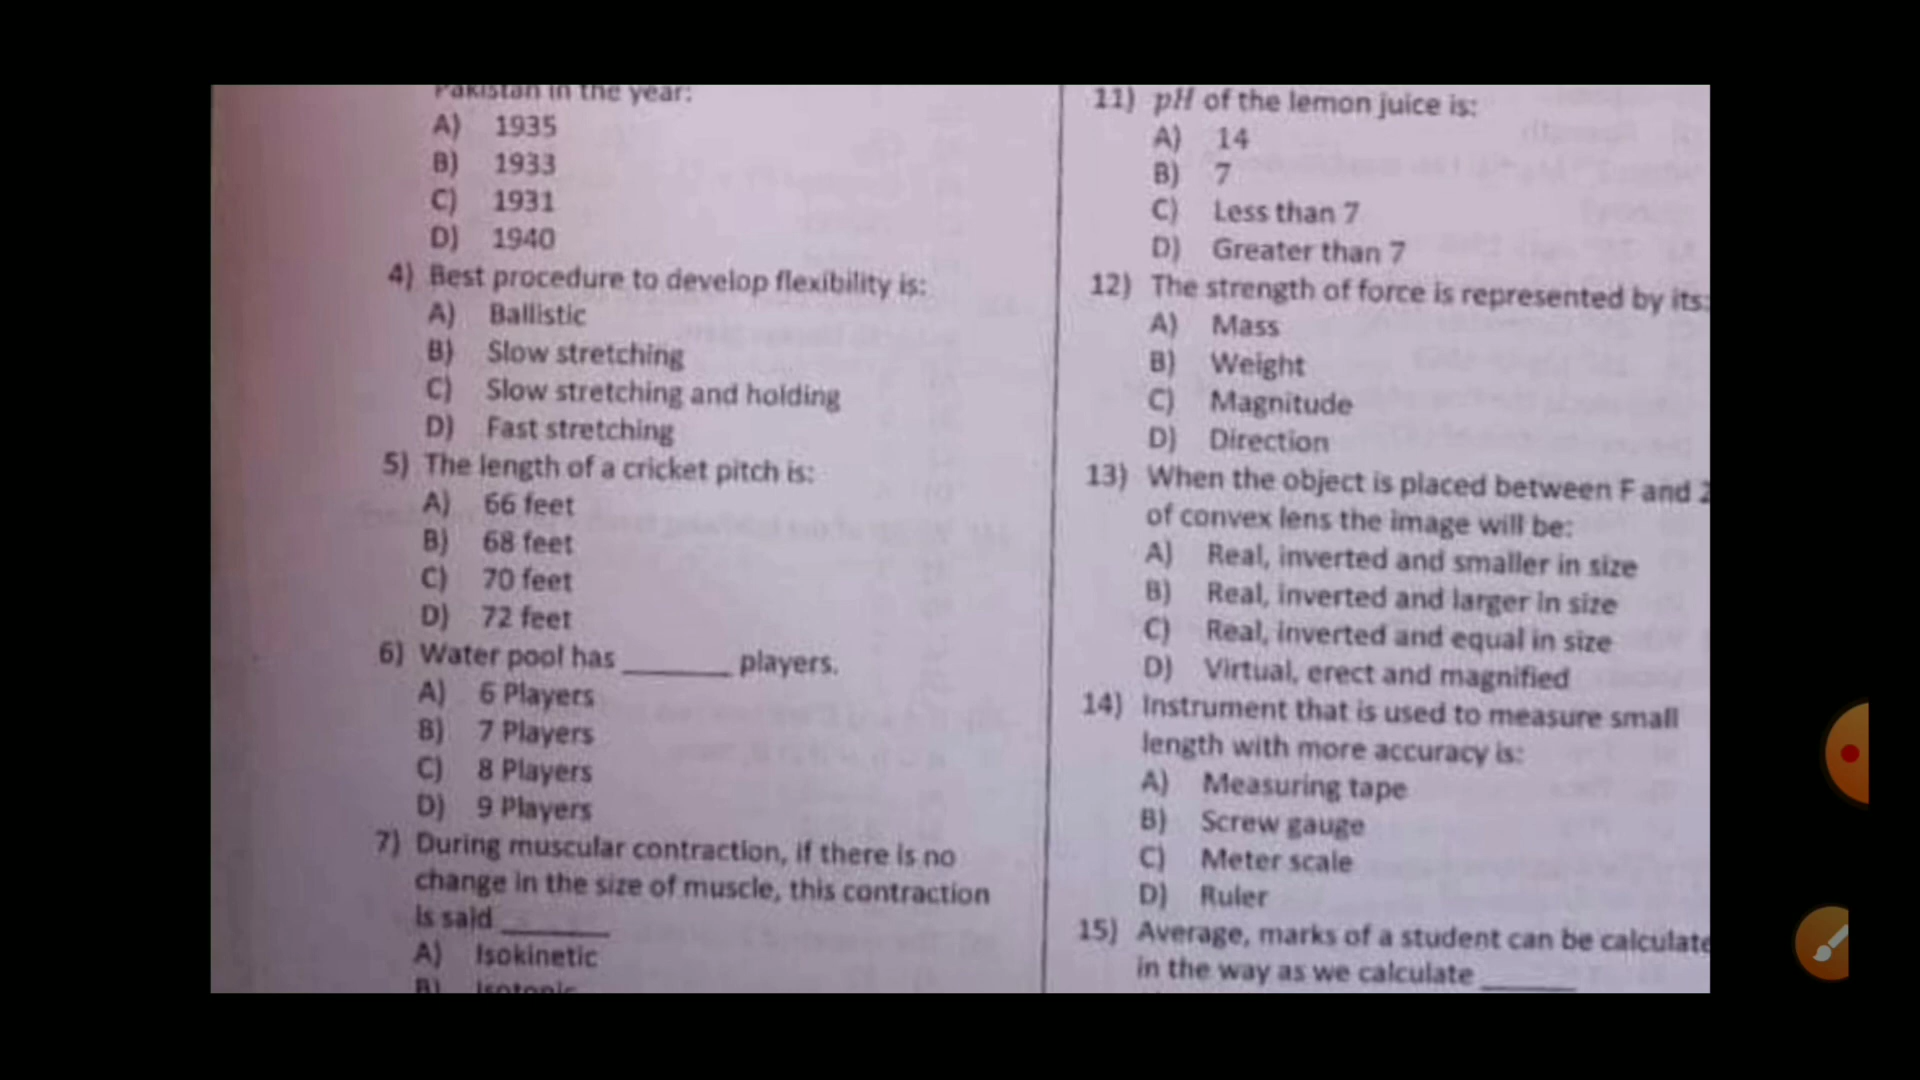 Pakistan in the year:
A) 1935
B) 1933
C) 1931
D) 1940
4) Best procedure to develop flexibility is:
A) Ballistic
B) Slow stretching
C) Slow stretching and holding
D) Fast stretching
5) The length of a cricket pitch is:
A) 66 feet
B) 68 feet
C) 70 feet
D) 72 feet
6) Water pool has _______ players.
A) 6 Players
B) 7 Players
C) 8 Players
D) 9 Players
7) During muscular contraction, if there is no
change in the size of muscle, this contraction
is said _______
A) Isokinetic
B) Isotonic
11) pH of the lemon juice is:
A) 14
B) 7
C) Less than 7
D) Greater than 7
12) The strength of force is represented by its:
A) Mass
B) Weight
C) Magnitude
D) Direction
13) When the object is placed between F and 2
of convex lens the image will be:
A) Real, inverted and smaller in size
B) Real, inverted and larger in size
C) Real, inverted and equal in size
D) Virtual, erect and magnified
14) Instrument that is used to measure small
length with more accuracy is:
A) Measuring tape
B) Screw gauge
C) Meter scale
D) Ruler
15) Average, marks of a student can be calculate
in the way as we calculate ______